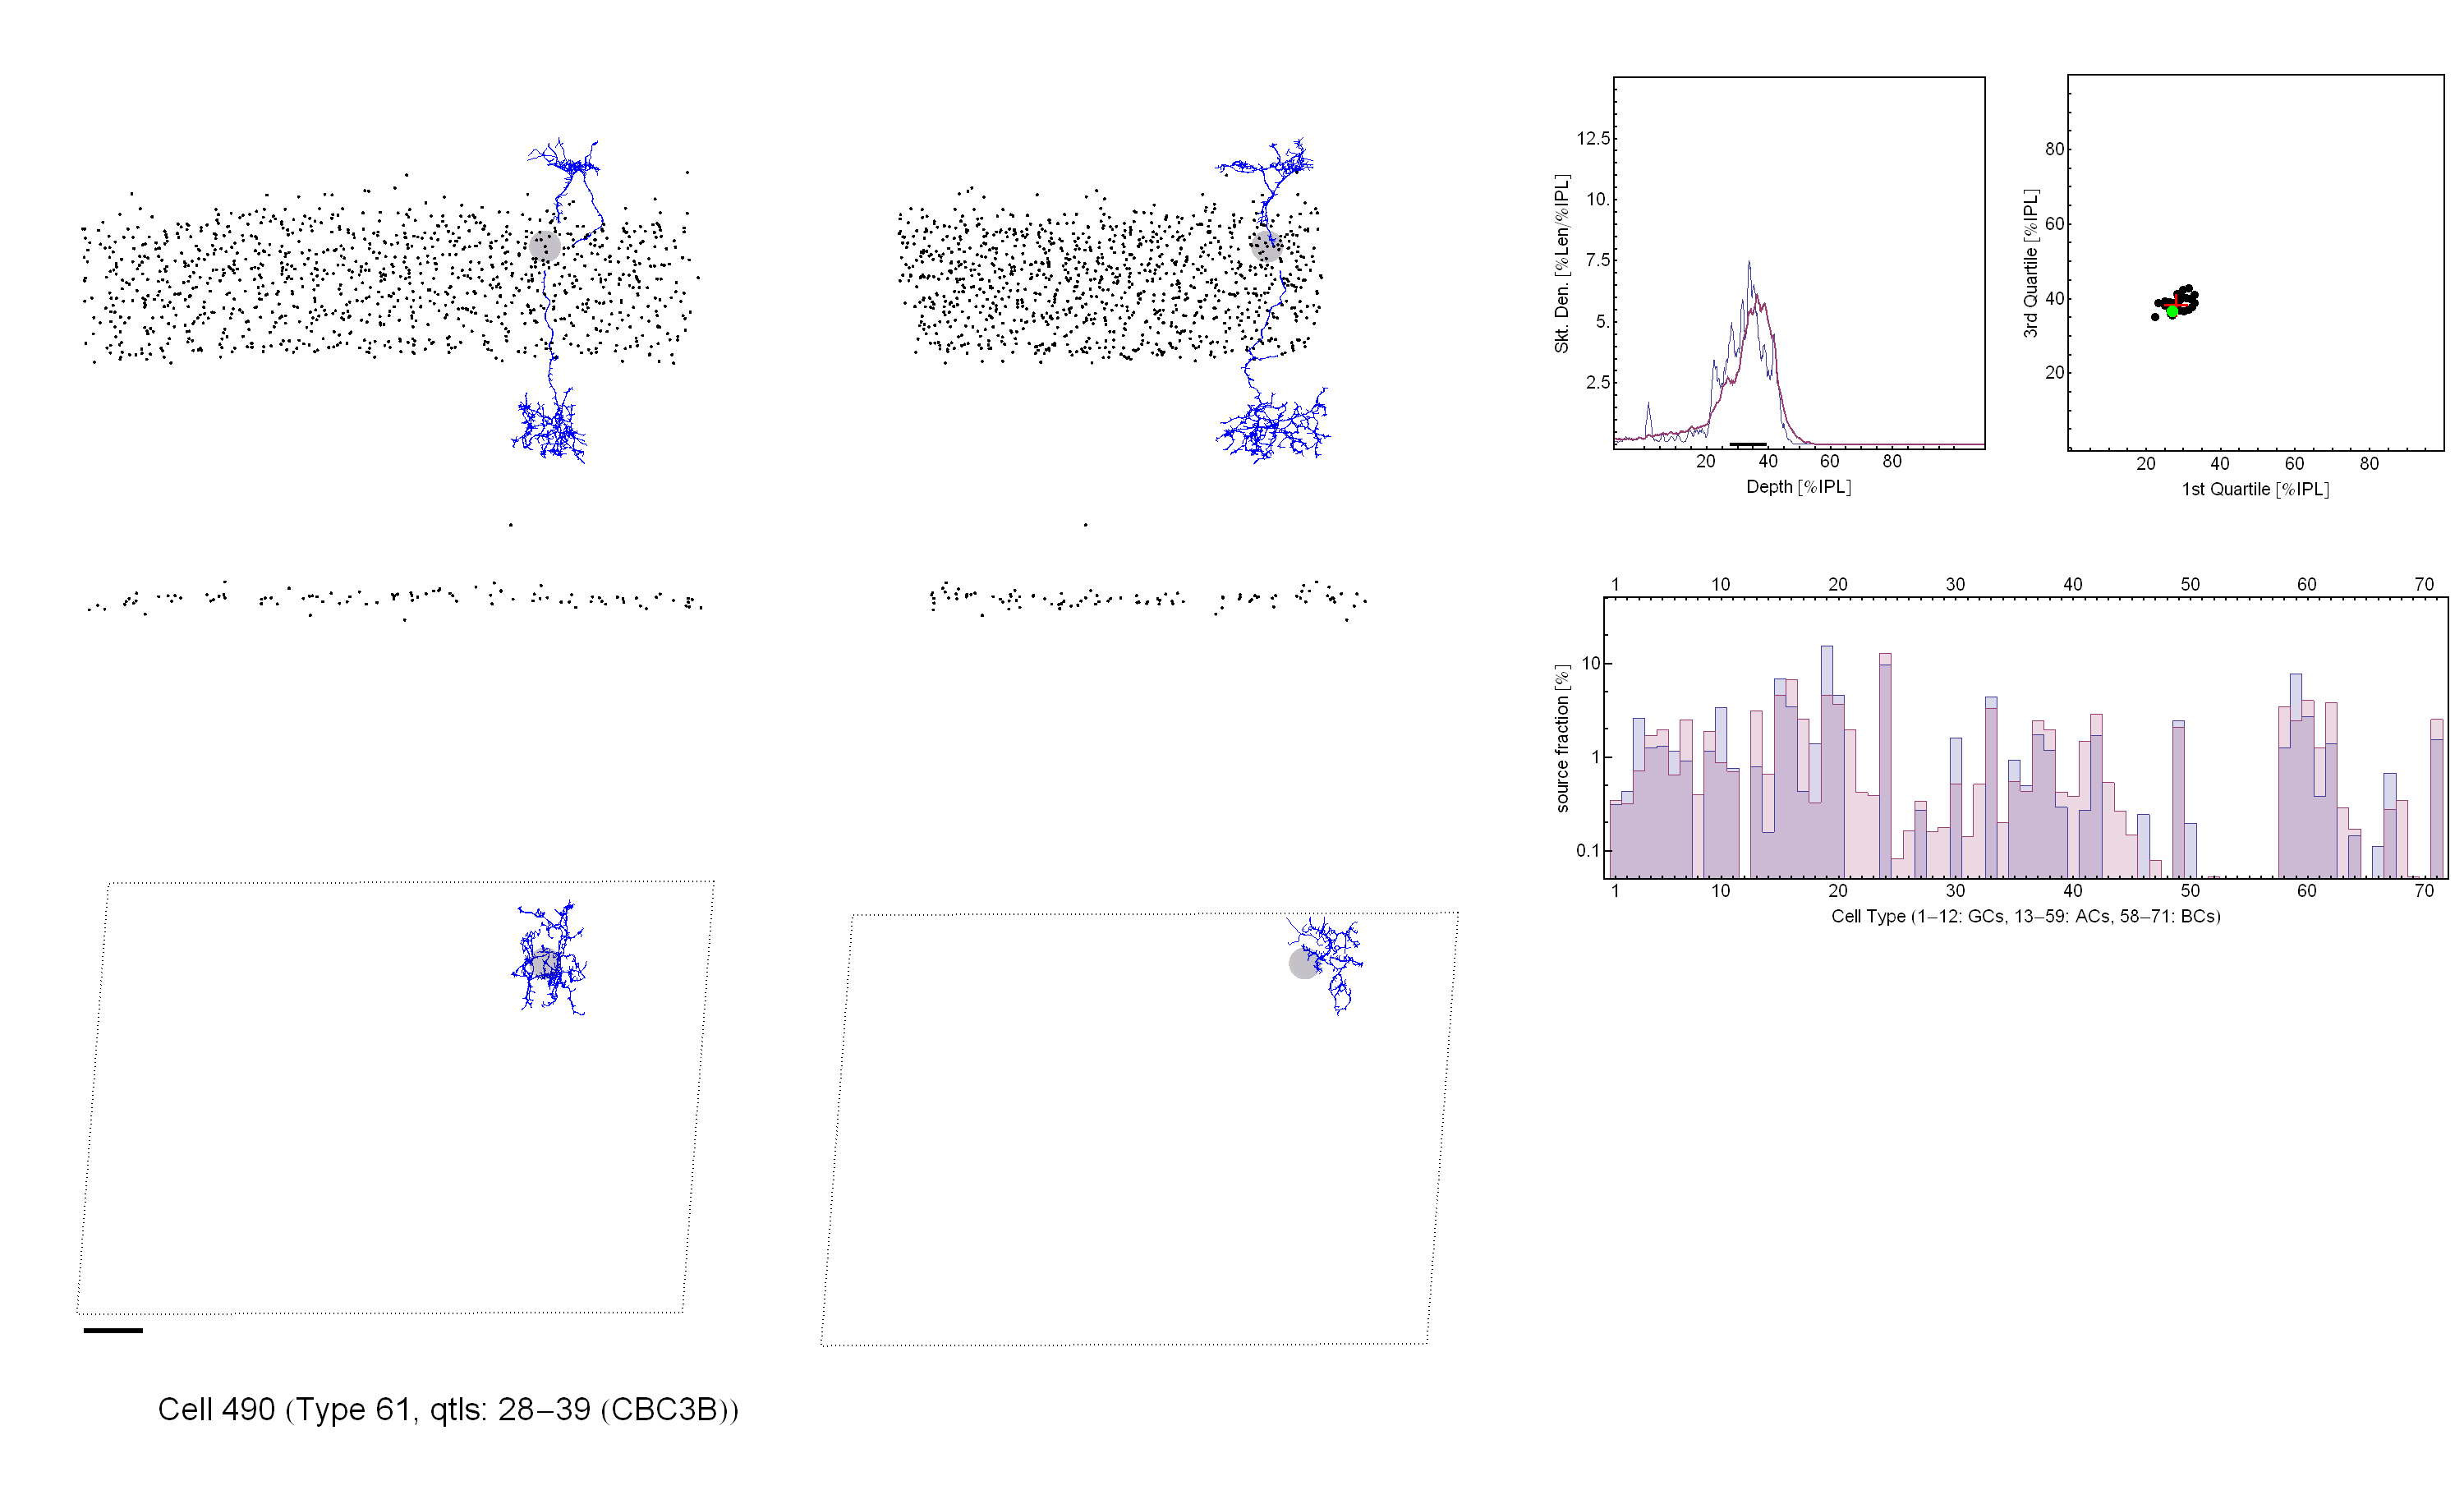 12.5
10.
7.5
5.
2.5
Skt. Den. [%Len/%IPL]
20 40 60 80
Depth [%IPL]
80
60
40
20
3rd Quartile [%IPL]
20 40 60 80
1st Quartile [%IPL]
1 10 20 30 40 50 60 70
10
1
0.1
source fraction [%]
1 10 20 30 40 50 60 70
Cell Type (1–12: GCs, 13–59: ACs, 58–71: BCs)
Cell 490 (Type 61, qtls: 28–39 (CBC3B))